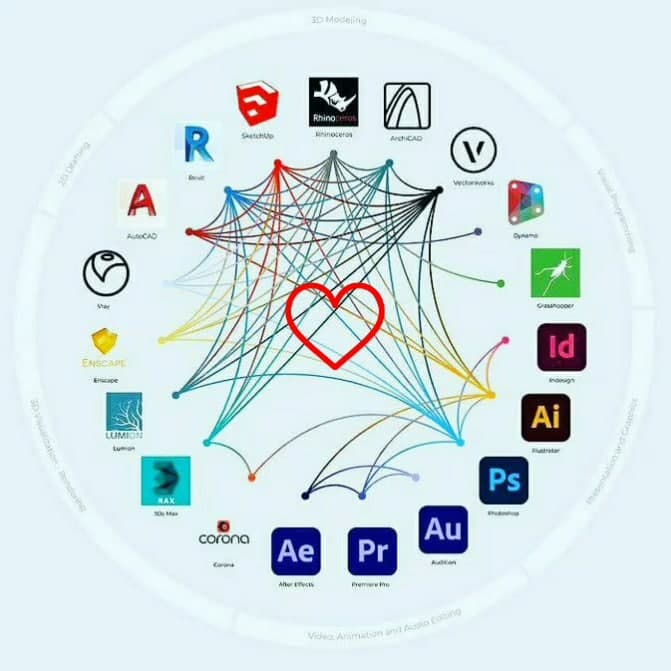 3D Modeling
2D Drafting
Visual Programming
SketchUp
Rhinoceros
Rhinoceros
ArchiCAD
Revit
Vectorworks
AutoCAD
Dynamo
Vray
Grasshopper
ENSCAPE
Enscape
Id
Indesign
LUMION
Lumion
Ai
Illustrator
MAX
3Ds Max
Ps
Photoshop
corona
Corona
Ae
After Effects
Pr
Premiere Pro
Au
Audition
3D Visualization - Rendering
Presentation and Graphics
Video, Animation and Audio Editing